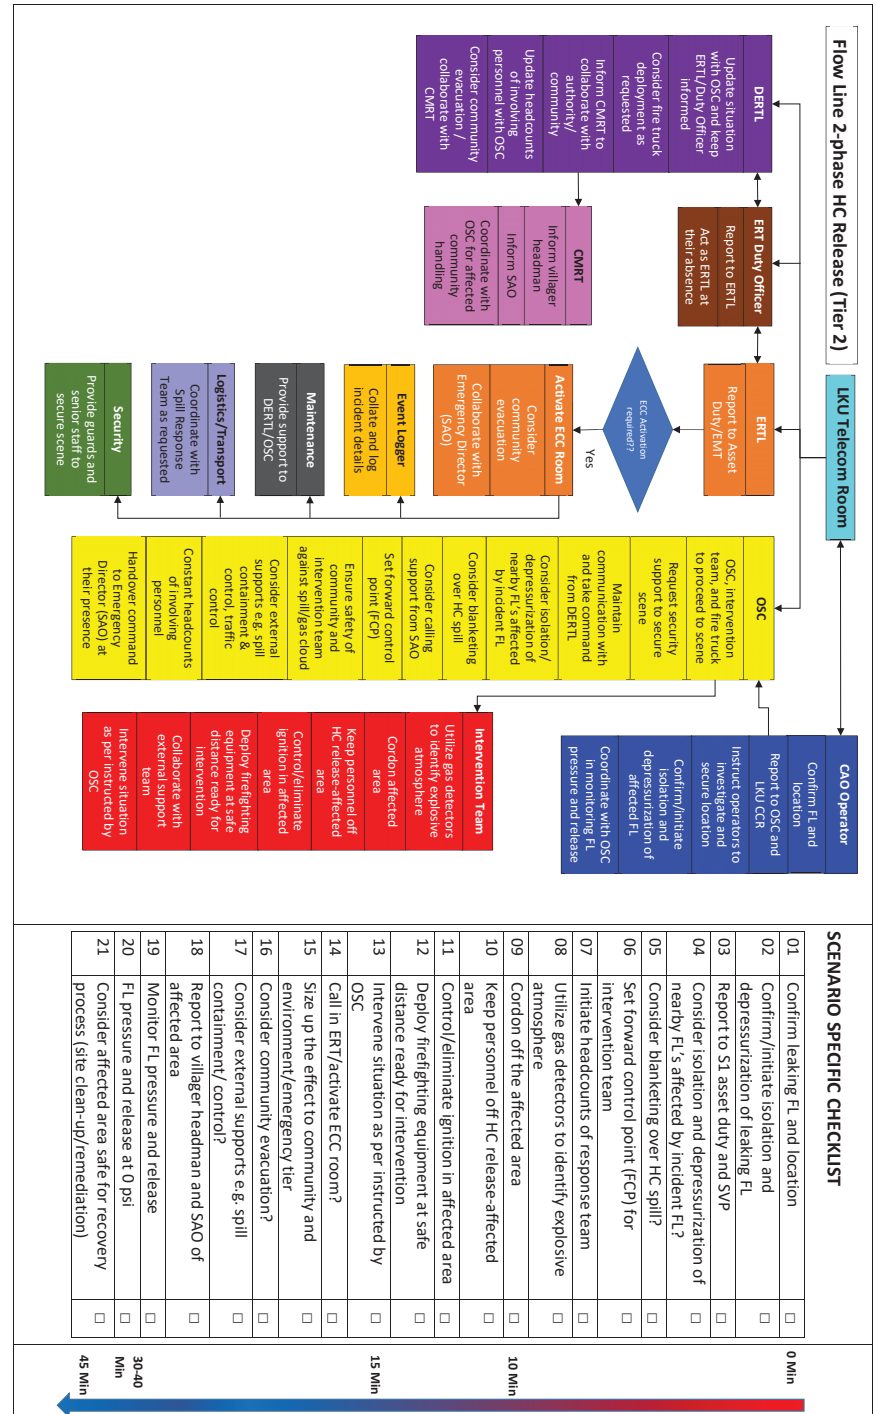 Flow Line 2-phase HC Release (Tier 2)
LKU Telecom Room
DERTL
Update situation
with OSC and keep
ERTL/Duty Officer
informed
Consider fire truck
deployment as
requested
Inform CMRT to
collaborate with
authority/
community
Update headcounts
of involving
personnel with OSC
Consider community
evacuation /
collaborate with
CMRT
ERT Duty Officer
Report to ERTL
Act as ERTL at
their absence
CMRT
Inform villager
headman
Inform SAO
Coordinate with
OSC for affected
community
handling
ERTL
Report to Asset
Duty/EMT
ECC Activation
required??
Yes
Activate ECC Room
Consider
community
evacuation
Collaborate with
Emergency Director
(SAO)
Event Logger
Collate and log
incident details
Maintenance
Provide support to
DERTL/OSC
Logistics/Transport
Coordinate with
Spill Response
Team as requested
Security
Provide guards and
senior staff to
secure scene
OSC
OSC, intervention
team, and fire truck
to proceed to scene
Request security
support to secure
scene
Maintain
communication with
and take command
from DERTL
Consider isolation/
depressurization of
nearby FL's affected
by incident FL
Consider blanketing
over HC spill
Consider calling
support from SAO
Set forward control
point (FCP)
Ensure safety of
community and
intervention team
against spill/gas cloud
Consider external
supports e.g. spill
containment &
control, traffic
control
Constant headcounts
of involving
personnel
Handover command
to Emergency
Director (SAO) at
their presence
CAO Operator
Confirm FL and
location
Report to OSC and
LKU CCR
Instruct operators to
investigate and
secure location
Confirm/initiate
isolation and
depressurization of
affected FL
Coordinate with OSC
in monitoring FL
pressure and release
Intervention Team
Utilize gas detectors
to identify explosive
atmosphere
Cordon affected
area
Keep personnel off
HC release-affected
area
Control/eliminate
ignition in affected
area
Deploy firefighting
equipment at safe
distance ready for
intervention
Collaborate with
external support
team
Intervene situation
as per instructed by
OSC
SCENARIO SPECIFIC CHECKLIST
01 Confirm leaking FL and location □
02 Confirm/initiate isolation and
depressurization of leaking FL □
03 Report to S1 asset duty and SVP □
04 Consider isolation and depressurization of
nearby FL's affected by incident FL? □
05 Consider blanketing over HC spill? □
06 Set forward control point (FCP) for
intervention team □
07 Initiate headcounts of response team □
08 Utilize gas detectors to identify explosive
atmosphere □
09 Cordon off the affected area □
10 Keep personnel off HC release-affected
area □
11 Control/eliminate ignition in affected area □
12 Deploy firefighting equipment at safe
distance ready for intervention □
13 Intervene situation as per instructed by
OSC □
14 Call in ERT/activate ECC room? □
15 Size up the effect to community and
environment/emergency tier □
16 Consider community evacuation? □
17 Consider external supports e.g. spill
containment/ control? □
18 Report to villager headman and SAO of
affected area □
19 Monitor FL pressure and release □
20 FL pressure and release at 0 psi □
21 Consider affected area safe for recovery
process (site clean-up/remediation) □
0 Min
10 Min
15 Min
30-40
Min
45 Min